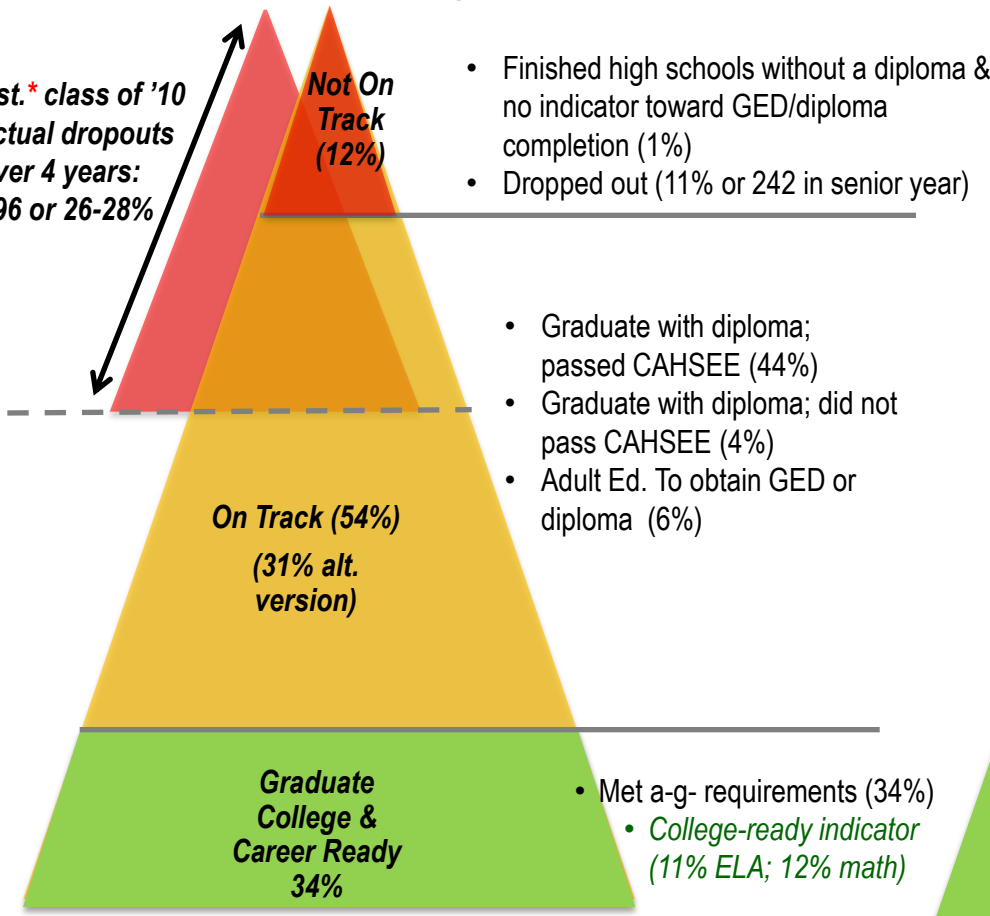 class of ’10
dropouts
4 years:
or 26-28%
Not On
Track
(12%)
• Finished high schools without a diploma &
no indicator toward GED/diploma
completion (1%)
• Dropped out (11% or 242 in senior year)
• Graduate with diploma;
passed CAHSEE (44%)
• Graduate with diploma; did not
pass CAHSEE (4%)
• Adult Ed. To obtain GED or
diploma (6%)
On Track (54%)
(31% alt.
version)
Graduate
College &
Career Ready
34%
• Met a-g- requirements (34%)
• College-ready indicator
(11% ELA; 12% math)